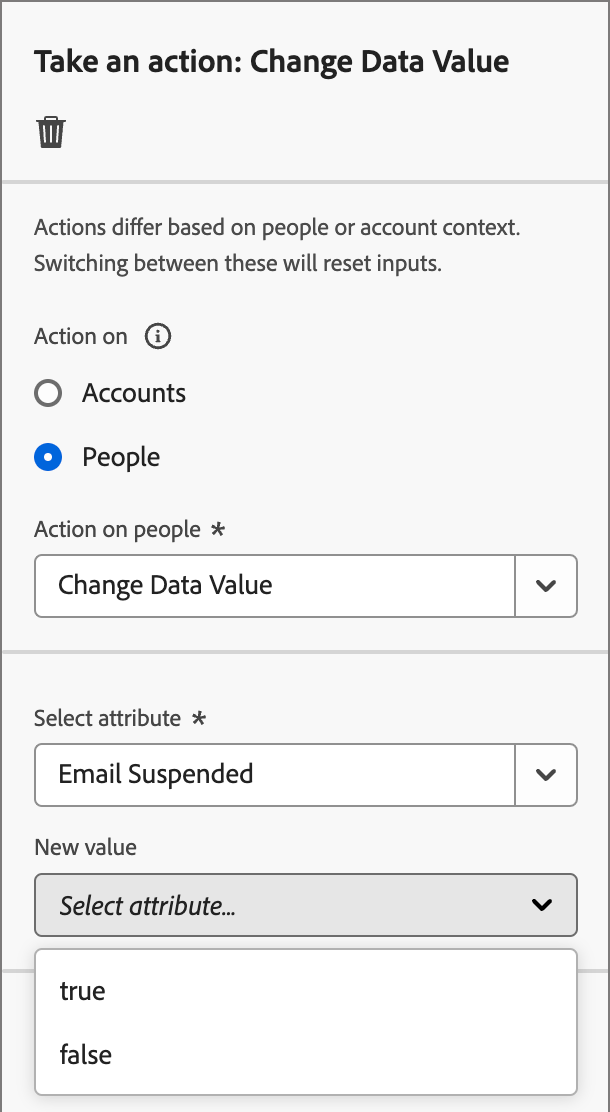 Take an action: Change Data Value
Actions differ based on people or account context.
Switching between these will reset inputs.
Action on
Accounts
People
Action on people *
Change Data Value
Select attribute *
Email Suspended
New value
Select attribute...
true
false